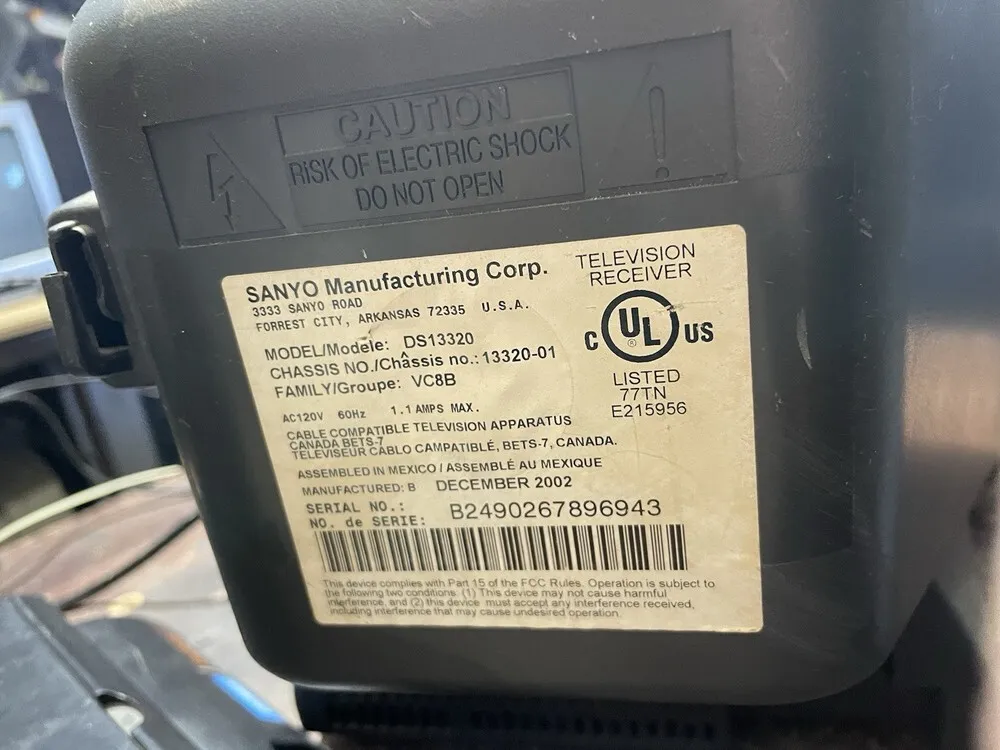 CAUTION
RISK OF ELECTRIC SHOCK
DO NOT OPEN
SANYO Manufacturing Corp.
3333 SANYO ROAD
FORREST CITY, ARKANSAS 72335 U.S.A.
TELEVISION
RECEIVER
MODEL/Modèle: DS13320
CHASSIS NO./Châssis no.: 13320-01
FAMILY/Groupe: VC8B
C UL ® US
LISTED
77TN
E215956
AC120V 60Hz 1.1 AMPS MAX.
CABLE COMPATIBLE TELEVISION APPARATUS
CANADA BETS-7
TELEVISEUR CABLO CAMPATIBLÉ, BETS-7, CANADA.
ASSEMBLED IN MEXICO / ASSEMBLÉ AU MEXIQUE
MANUFACTURED: B DECEMBER 2002
SERIAL NO.:
NO. de SERIE: B2490267896943
This device complies with Part 15 of the FCC Rules. Operation is subject to
the following two conditions: (1) This device may not cause harmful
interference, and (2) this device must accept any interference received,
including interference that may cause undesired operation.